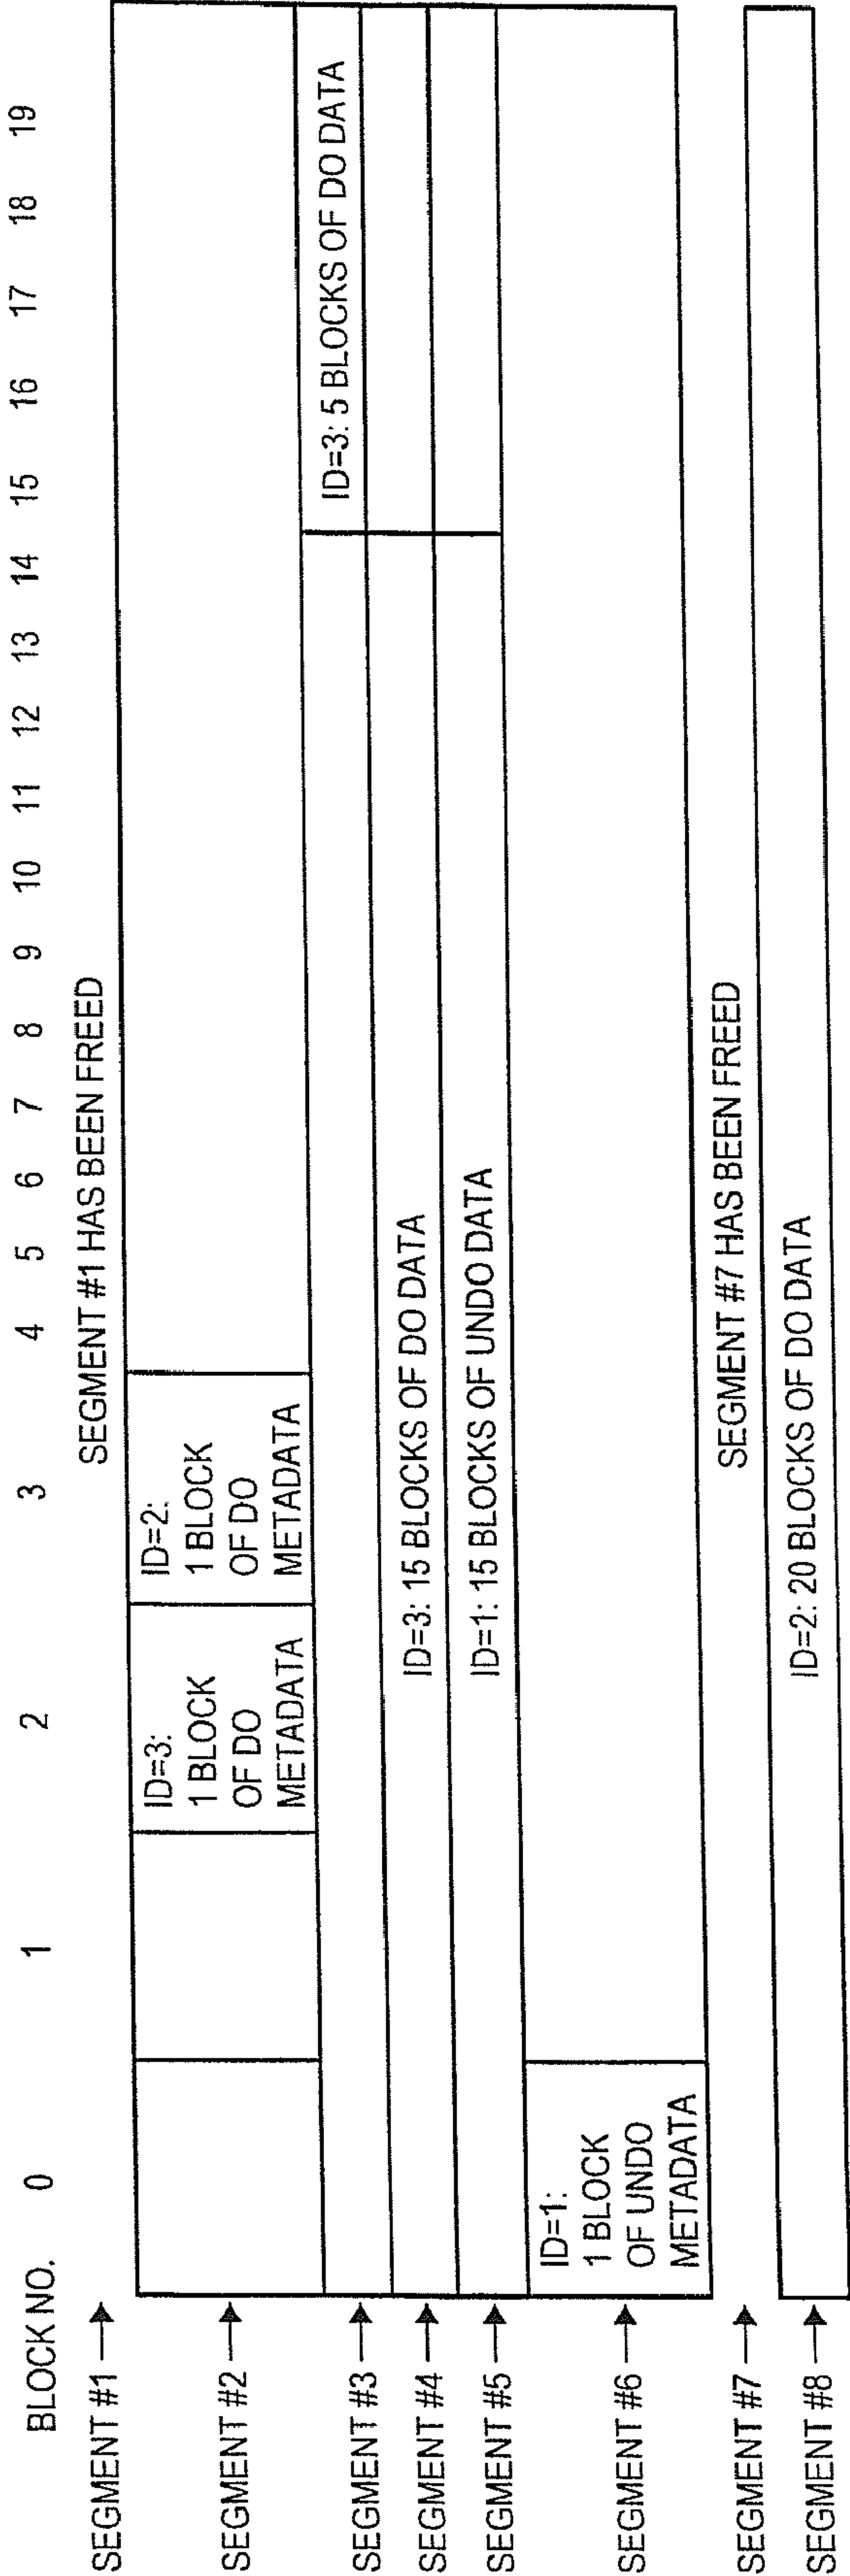 BLOCK NO. 0 1 2 3 4 5 6 7 8 9 10 11 12 13 14 15 16 17 18 19
SEGMENT #1
SEGMENT #1 HAS BEEN FREED
SEGMENT #2
ID=3:
1 BLOCK
OF DO
METADATA
ID=2:
1 BLOCK
OF DO
METADATA
SEGMENT #3
ID=3: 5 BLOCKS OF DO DATA
SEGMENT #4
ID=3: 15 BLOCKS OF DO DATA
SEGMENT #5
ID=1: 15 BLOCKS OF UNDO DATA
SEGMENT #6
ID=1:
1 BLOCK
OF UNDO
METADATA
SEGMENT #7
SEGMENT #7 HAS BEEN FREED
SEGMENT #8
ID=2: 20 BLOCKS OF DO DATA